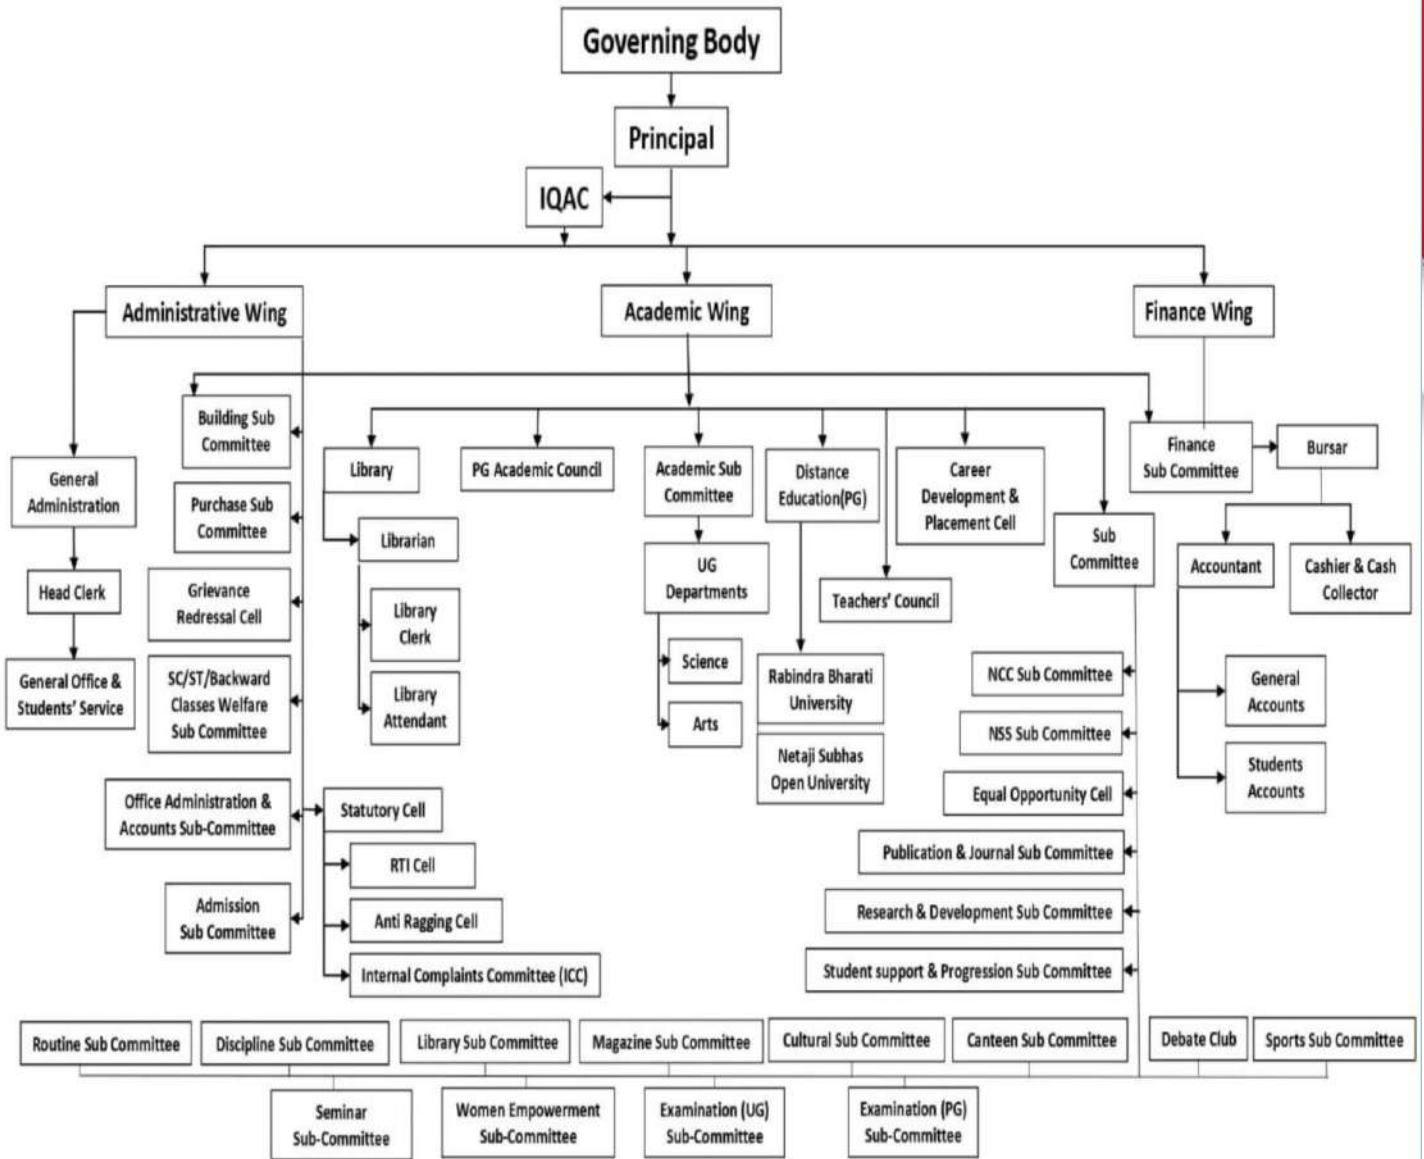 Governing Body
Principal
IQAC
Administrative Wing
Academic Wing
Finance Wing
Building Sub
Committee
General
Administration
Purchase Sub
Committee
Head Clerk
Grievance
Redressal Cell
General Office &
Students' Service
SC/ST/Backward
Classes Welfare
Sub Committee
Office Administration &
Accounts Sub-Committee
Admission
Sub Committee
Statutory Cell
RTI Cell
Anti Ragging Cell
Internal Complaints Committee (ICC)
Library
Librarian
Library
Clerk
Library
Attendant
PG Academic Council
Academic Sub
Committee
UG
Departments
Science
Arts
Distance
Education(PG)
Rabindra Bharati
University
Netaji Subhas
Open University
Teachers' Council
Career
Development &
Placement Cell
Sub
Committee
NCC Sub Committee
NSS Sub Committee
Equal Opportunity Cell
Publication & Journal Sub Committee
Research & Development Sub Committee
Student support & Progression Sub Committee
Finance
Sub Committee
Bursar
Accountant
Cashier & Cash
Collector
General
Accounts
Students
Accounts
Routine Sub Committee
Discipline Sub Committee
Library Sub Committee
Magazine Sub Committee
Cultural Sub Committee
Canteen Sub Committee
Debate Club
Sports Sub Committee
Seminar
Sub-Committee
Women Empowerment
Sub-Committee
Examination (UG)
Sub-Committee
Examination (PG)
Sub-Committee